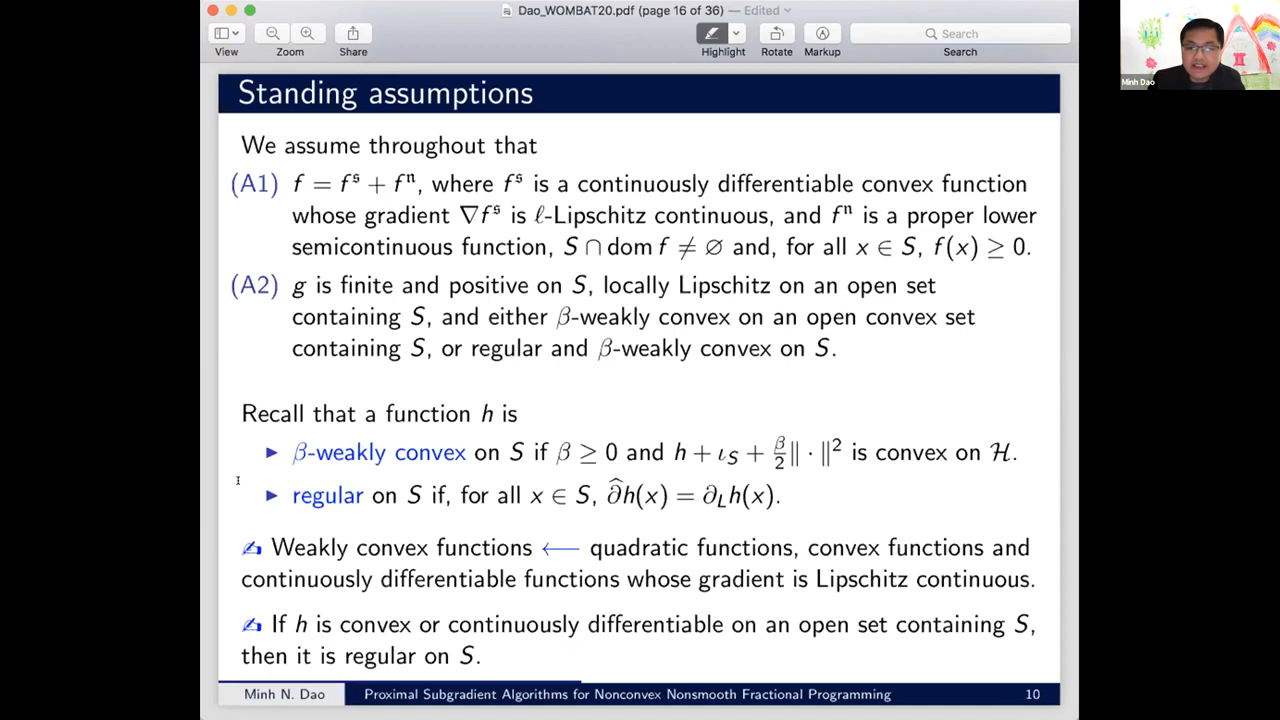 Dao_WOMBAT20.pdf (page 16 of 36) — Edited
View
Zoom
Share
Highlight
Rotate
Markup
Search
Search
Minh Dao
Standing assumptions
We assume throughout that
(A1) f = f^𝔰 + f^𝔫, where f^𝔰 is a continuously differentiable convex function
whose gradient ∇f^𝔰 is ℓ-Lipschitz continuous, and f^𝔫 is a proper lower
semicontinuous function, S ∩ dom f ≠ ∅ and, for all x ∈ S, f(x) ≥ 0.
(A2) g is finite and positive on S, locally Lipschitz on an open set
containing S, and either β-weakly convex on an open convex set
containing S, or regular and β-weakly convex on S.
Recall that a function h is
▶ β-weakly convex on S if β ≥ 0 and h + ι_S + β/2 ‖ · ‖² is convex on ℋ.
▶ regular on S if, for all x ∈ S, ∂̂h(x) = ∂_L h(x).
✍ Weakly convex functions ⟵ quadratic functions, convex functions and
continuously differentiable functions whose gradient is Lipschitz continuous.
✍ If h is convex or continuously differentiable on an open set containing S,
then it is regular on S.
Minh N. Dao Proximal Subgradient Algorithms for Nonconvex Nonsmooth Fractional Programming 10